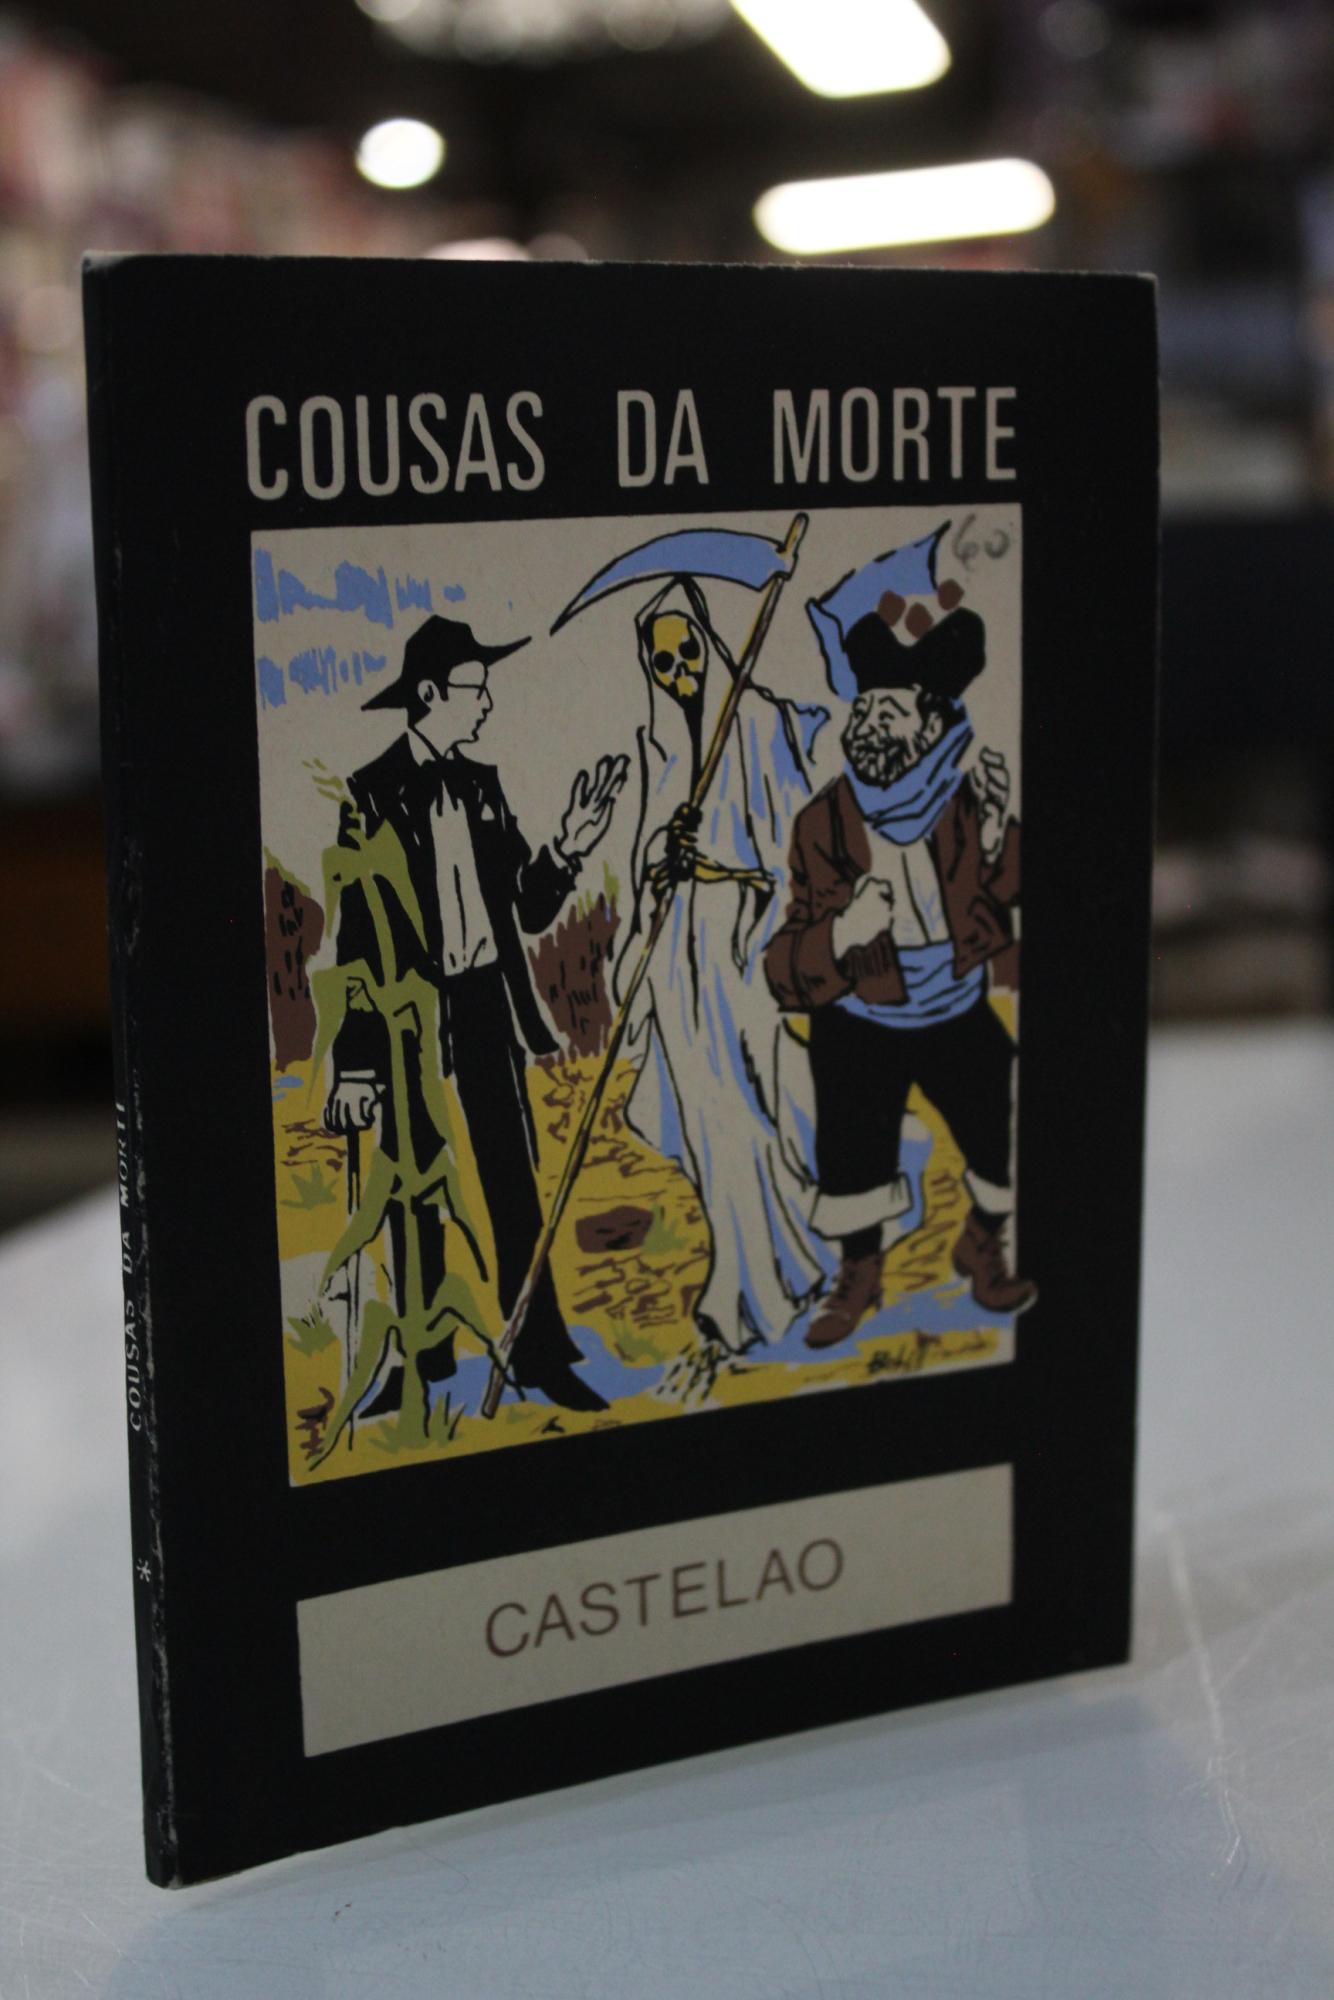 COUSAS DA MORTE
60
CASTELAO
COUSAS DA MORTE *